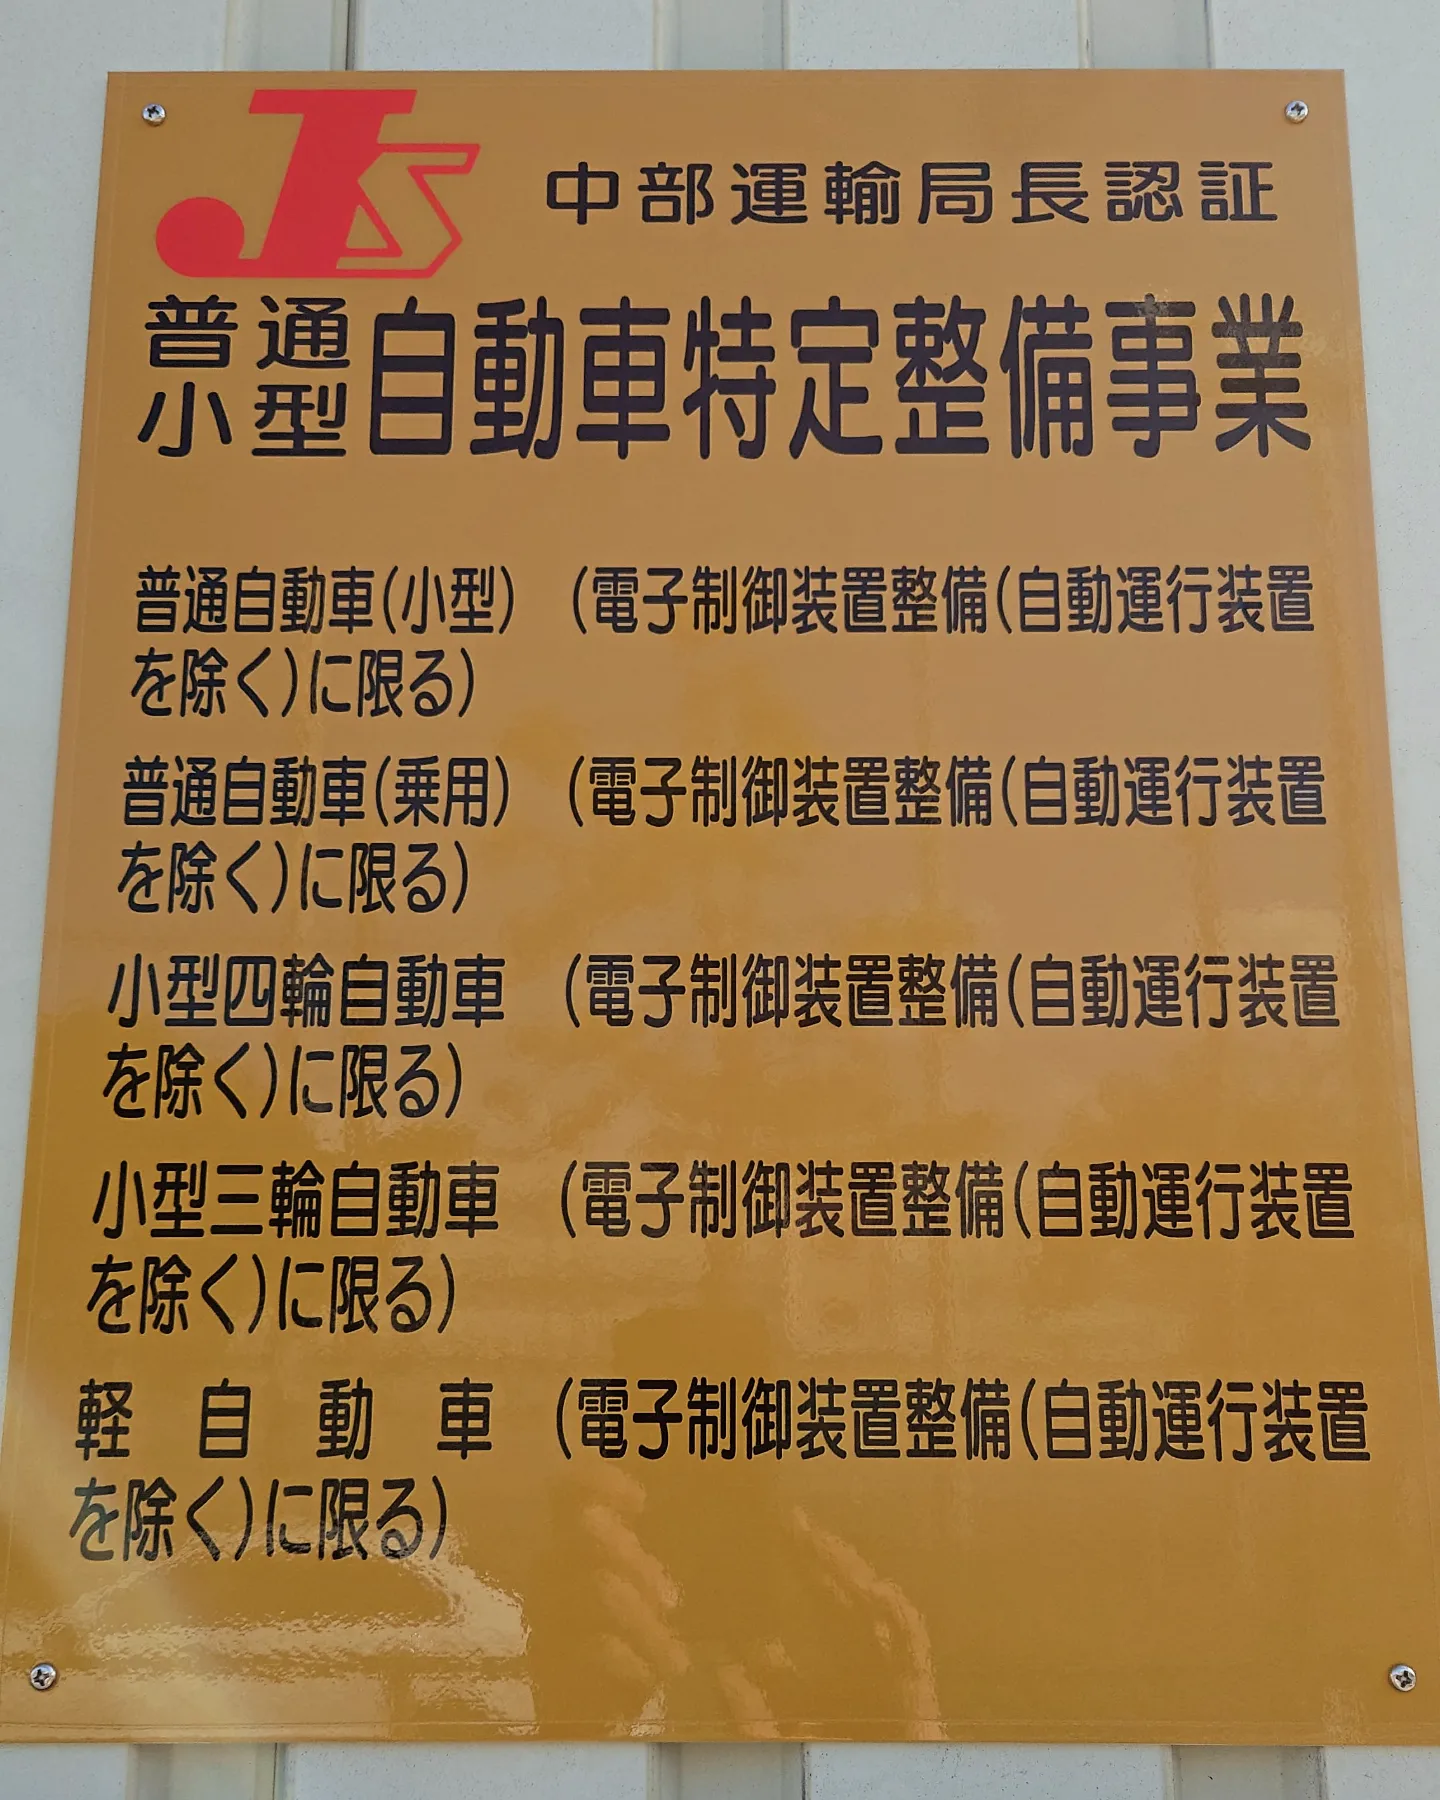 JS
中部運輸局長認証
普通
小型
自動車特定整備事業
普通自動車(小型) (電子制御装置整備(自動運行装置
を除く)に限る)
普通自動車(乗用) (電子制御装置整備(自動運行装置
を除く)に限る)
小型四輪自動車 (電子制御装置整備(自動運行装置
を除く)に限る)
小型三輪自動車 (電子制御装置整備(自動運行装置
を除く)に限る)
軽自動車 (電子制御装置整備(自動運行装置
を除く)に限る)